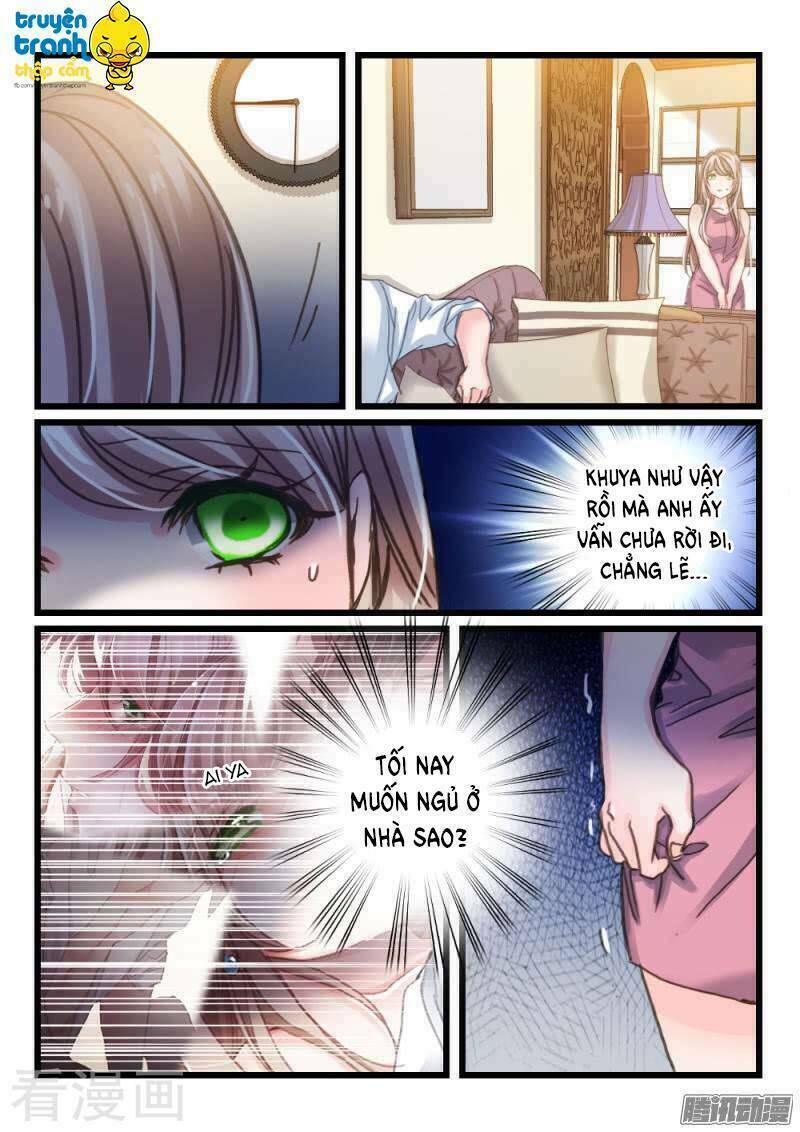 truyện
tranh
thập cẩm
KHUYA NHƯ VẬY
RỒI MÀ ANH ẤY
VẪN CHƯA RỜI ĐI,
CHẲNG LẼ...
AI YA
TỐI NAY
MUỐN NGỦ Ở
NHÀ SAO?
看漫画
腾讯动漫